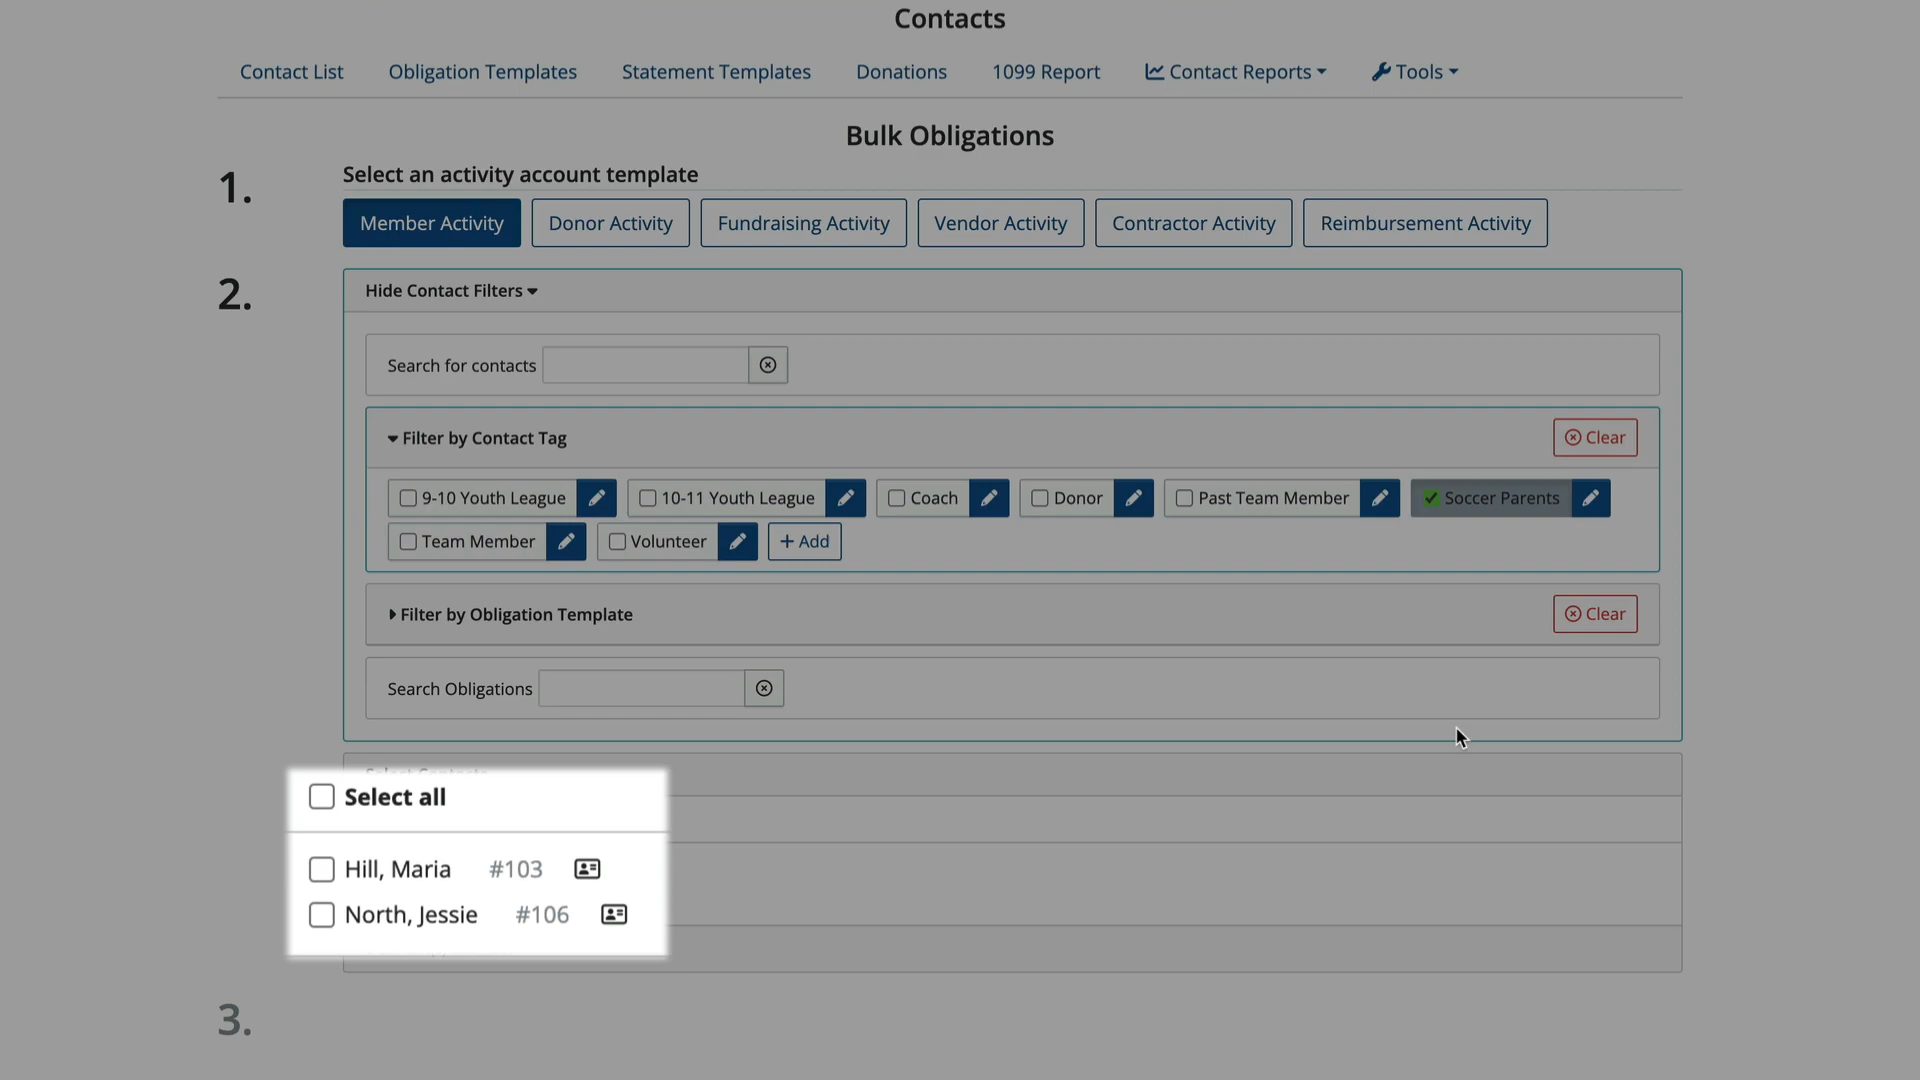 Contacts
Contact List Obligation Templates Statement Templates Donations 1099 Report Contact Reports Tools
Bulk Obligations
1. Select an activity account template
Member Activity Donor Activity Fundraising Activity Vendor Activity Contractor Activity Reimbursement Activity
2. Hide Contact Filters
Search for contacts
Filter by Contact Tag Clear
9-10 Youth League 10-11 Youth League Coach Donor Past Team Member Soccer Parents
Team Member Volunteer + Add
Filter by Obligation Template Clear
Search Obligations
Select all
Hill, Maria #103
North, Jessie #106
3.